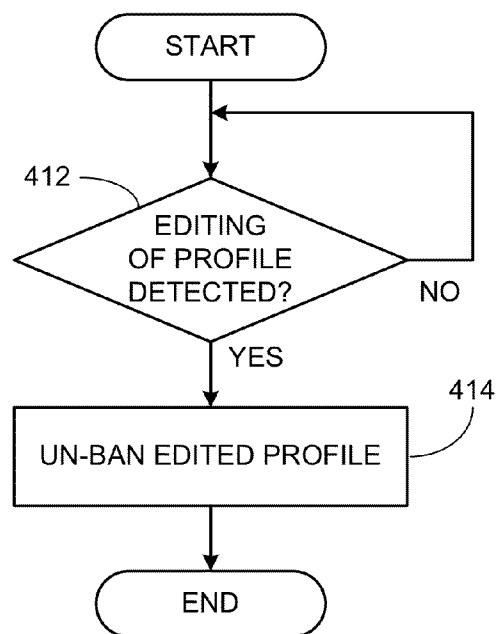 START
412
EDITING
OF PROFILE
DETECTED?
NO
YES
414
UN-BAN EDITED PROFILE
END